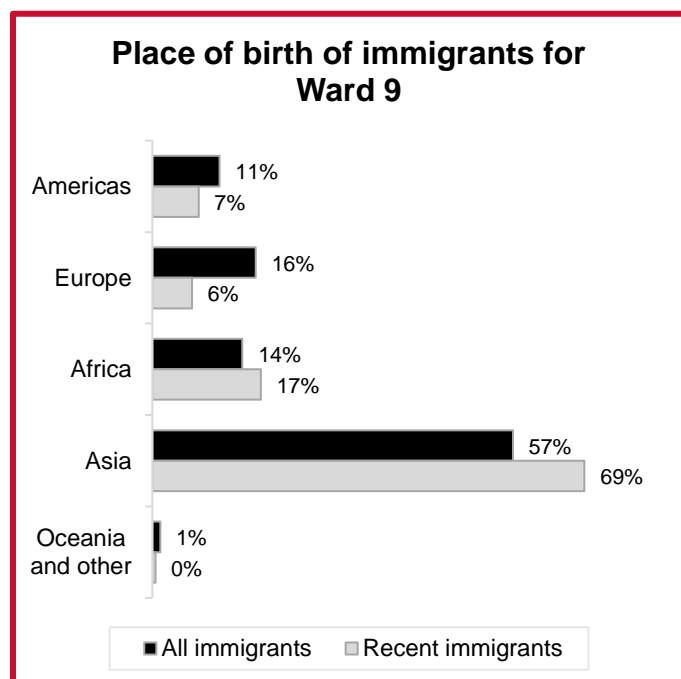 Place of birth of immigrants for
Ward 9
Americas
11%
7%
Europe
16%
6%
Africa
14%
17%
Asia
57%
69%
Oceania
and other
1%
0%
All immigrants
Recent immigrants